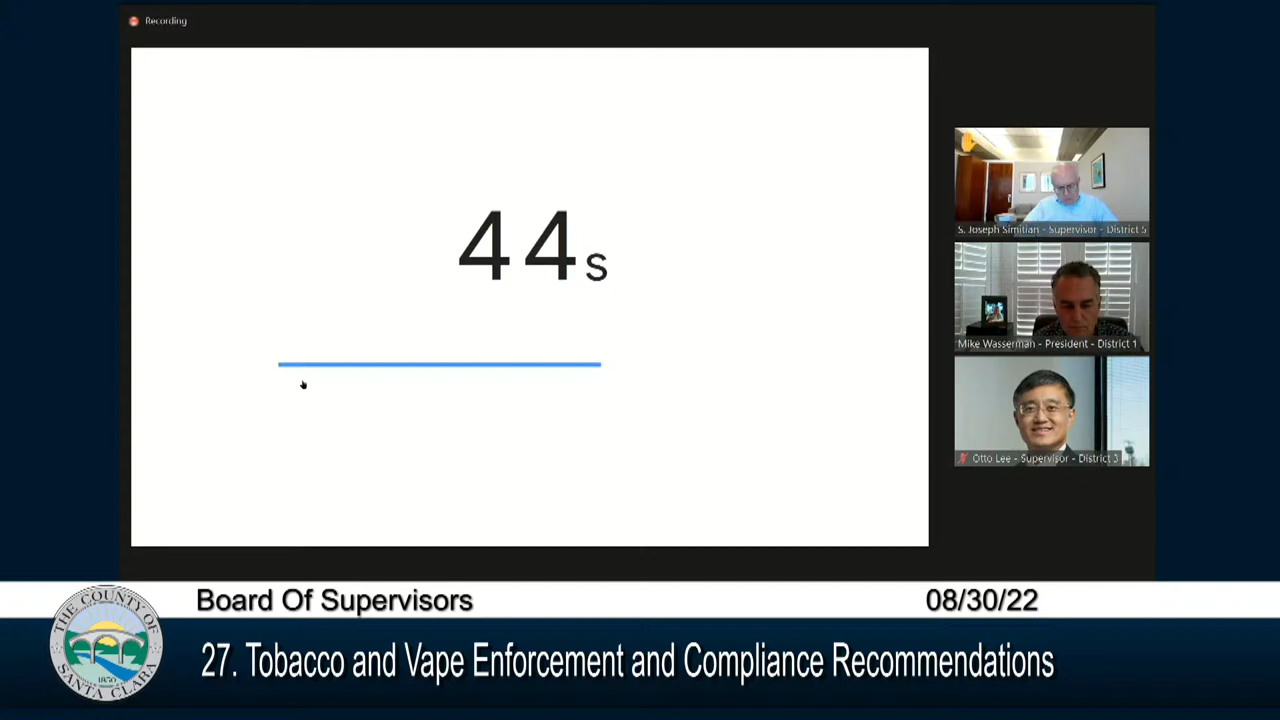 Recording
44s
S. Joseph Simitian - Supervisor - District 5
Mike Wasserman - President - District 1
Otto Lee - Supervisor - District 3
Board Of Supervisors
08/30/22
THE COUNTY OF
SANTA CLARA
1850
27. Tobacco and Vape Enforcement and Compliance Recommendations